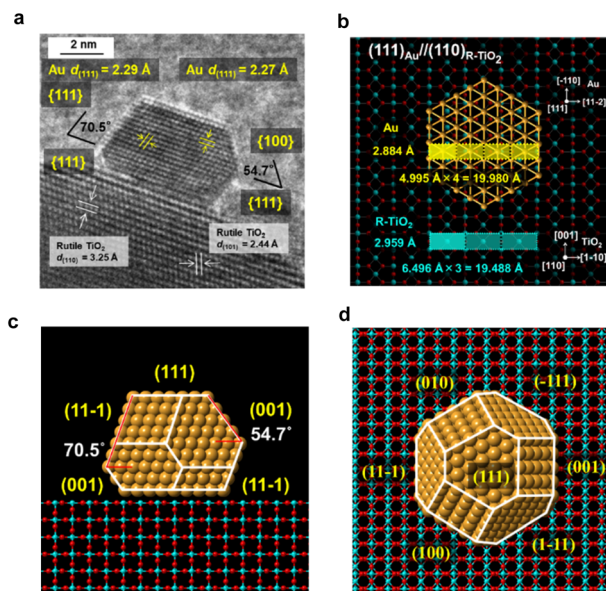 a
2 nm
Au d(111) = 2.29 Å
Au d(111) = 2.27 Å
{111}
70.5°
{111}
{100}
54.7°
{111}
Rutile TiO2
d(110) = 3.25 Å
Rutile TiO2
d(101) = 2.44 Å
b
(111)Au//(110)R-TiO2
[-110]
[111]
[11-2]
Au
2.884 Å
4.995 Å × 4 = 19.980 Å
R-TiO2
2.959 Å
6.496 Å × 3 = 19.488 Å
[001]
TiO2
[110]
[1-10]
c
(111)
(11-1)
(001)
70.5°
54.7°
(001)
(11-1)
d
(010)
(-111)
(11-1)
(111)
(001)
(100)
(1-11)